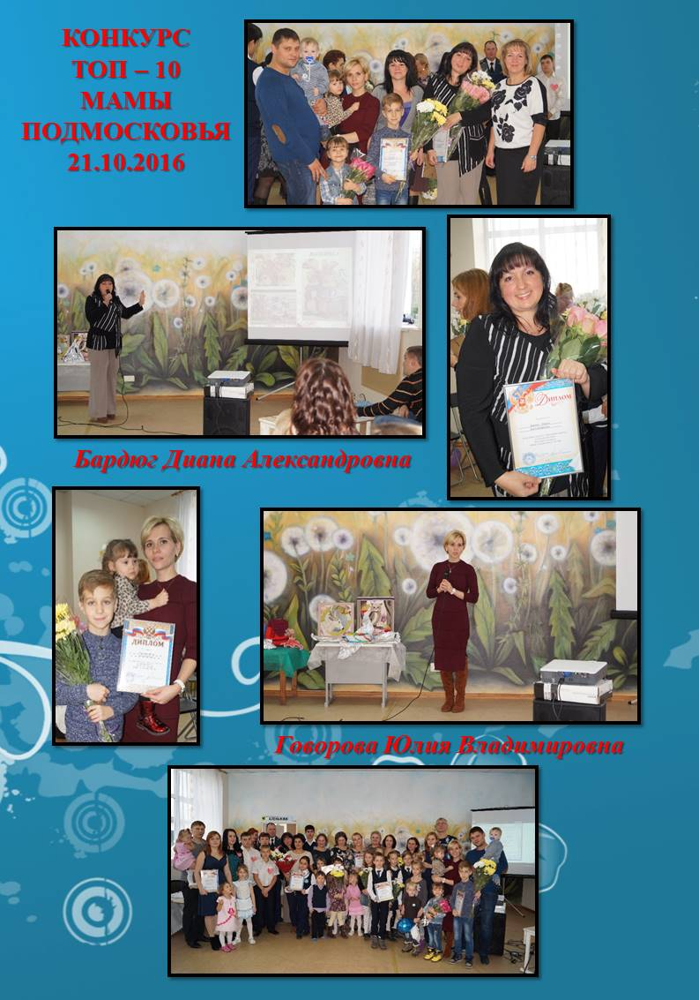 КОНКУРС
ТОП – 10
МАМЫ
ПОДМОСКОВЬЯ
21.10.2016
Диплом
Бардюг Диана Александровна
ДИПЛОМ
Говорова Юлия Владимировна